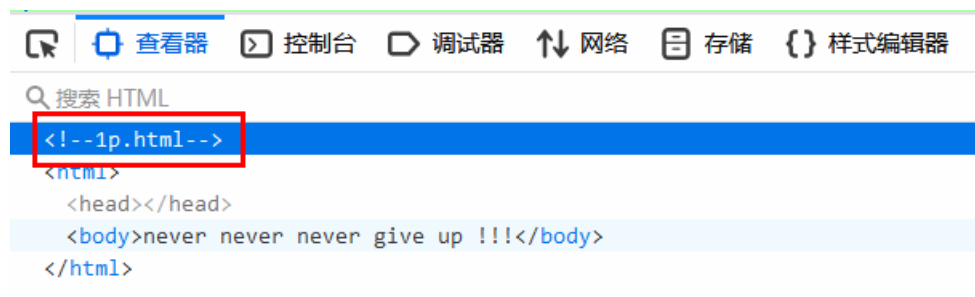 查看器 控制台 调试器 网络 存储 {} 样式编辑器
搜索 HTML
<!--1p.html-->
<html>
<head></head>
<body>never never never give up !!!</body>
</html>